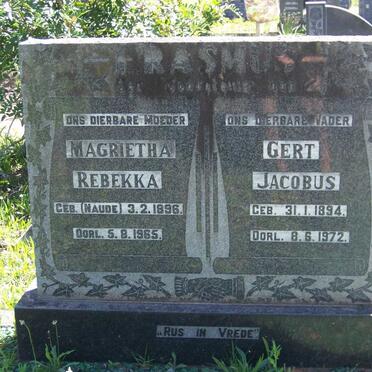 ERASMUS
ONS DIERBARE MOEDER
MAGRIETHA
REBEKKA
GEB. (NAUDE) 3.2.1896.
OORL. 5.8.1965.
ONS DIERBARE VADER
GERT
JACOBUS
GEB. 31.1.1894.
OORL. 8.6.1972.
„RUS IN VREDE"